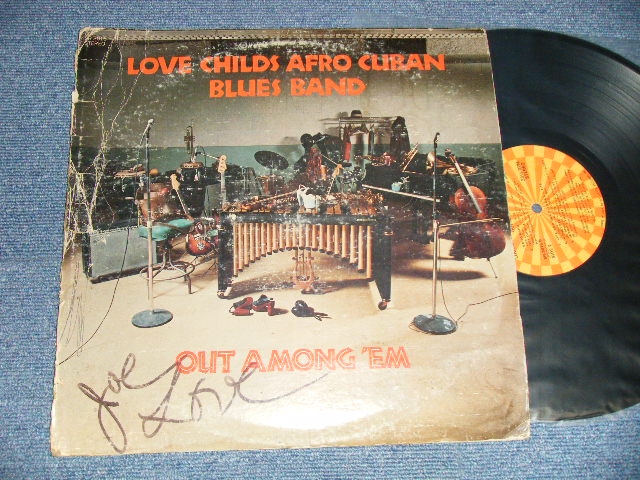 LOVE CHILDS AFRO CUBAN
BLUES BAND
OUT AMONG 'EM
Joe Love